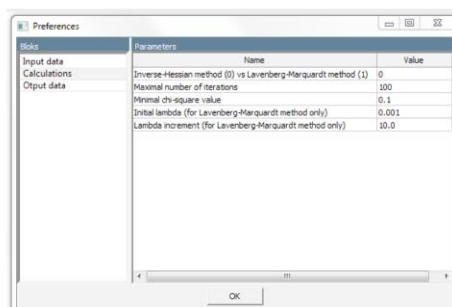 Preferences
Bloks
Parameters
Input data
Calculations
Otput data
Name Value
Inverse-Hessian method (0) vs Lavenberg-Marquardt method (1) 0
Maximal number of iterations 100
Minimal chi-square value 0.1
Initial lambda (for Lavenberg-Marquardt method only) 0.001
Lambda increment (for Lavenberg-Marquardt method only) 10.0
OK